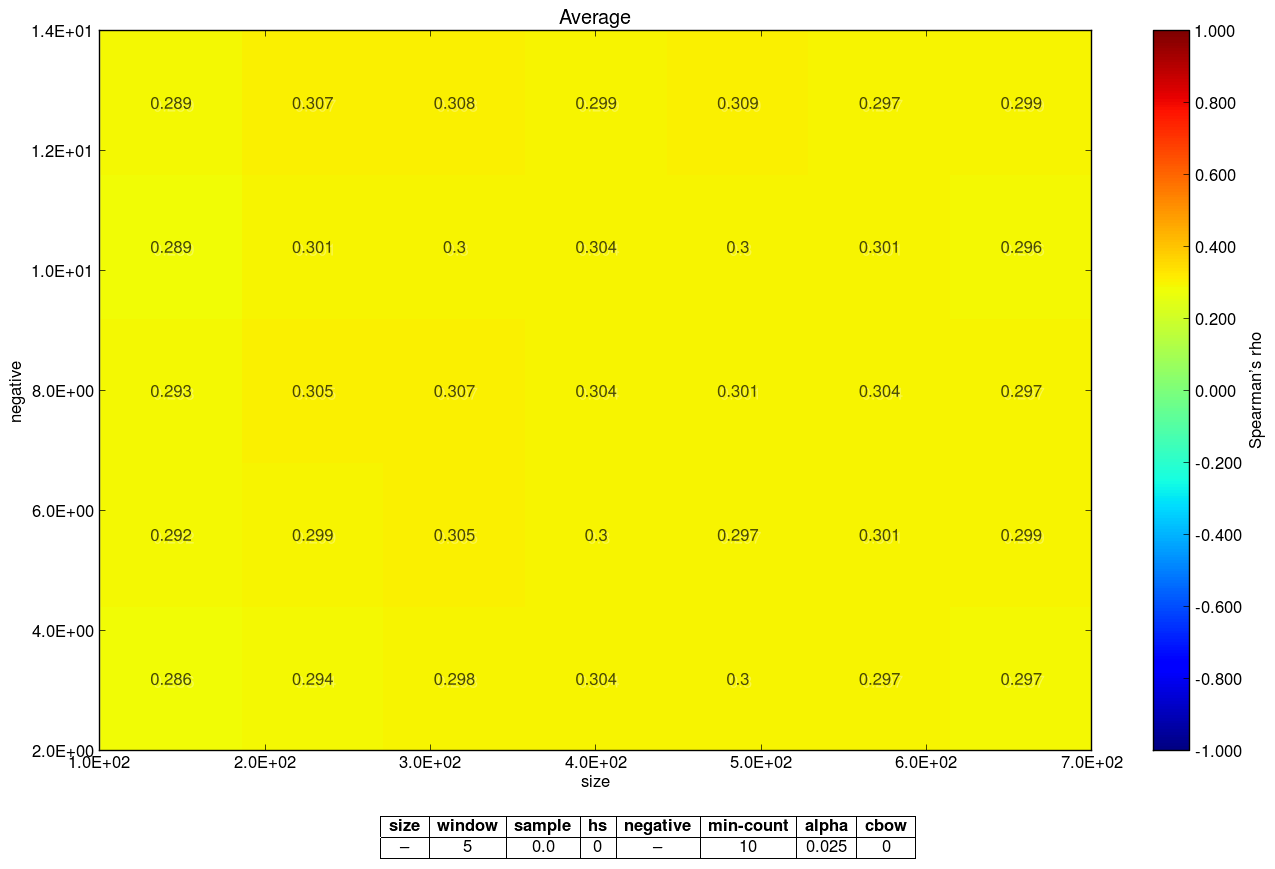 Average
1.4E+01
1.2E+01
1.0E+01
8.0E+00
6.0E+00
4.0E+00
2.0E+00
negative
0.289 0.307 0.308 0.299 0.309 0.297 0.299
0.289 0.301 0.3 0.304 0.3 0.301 0.296
0.293 0.305 0.307 0.304 0.301 0.304 0.297
0.292 0.299 0.305 0.3 0.297 0.301 0.299
0.286 0.294 0.298 0.304 0.3 0.297 0.297
1.0E+02 2.0E+02 3.0E+02 4.0E+02 5.0E+02 6.0E+02 7.0E+02
size
1.000
0.800
0.600
0.400
0.200
0.000
-0.200
-0.400
-0.600
-0.800
-1.000
Spearman's rho
size window sample hs negative min-count alpha cbow
– 5 0.0 0 – 10 0.025 0